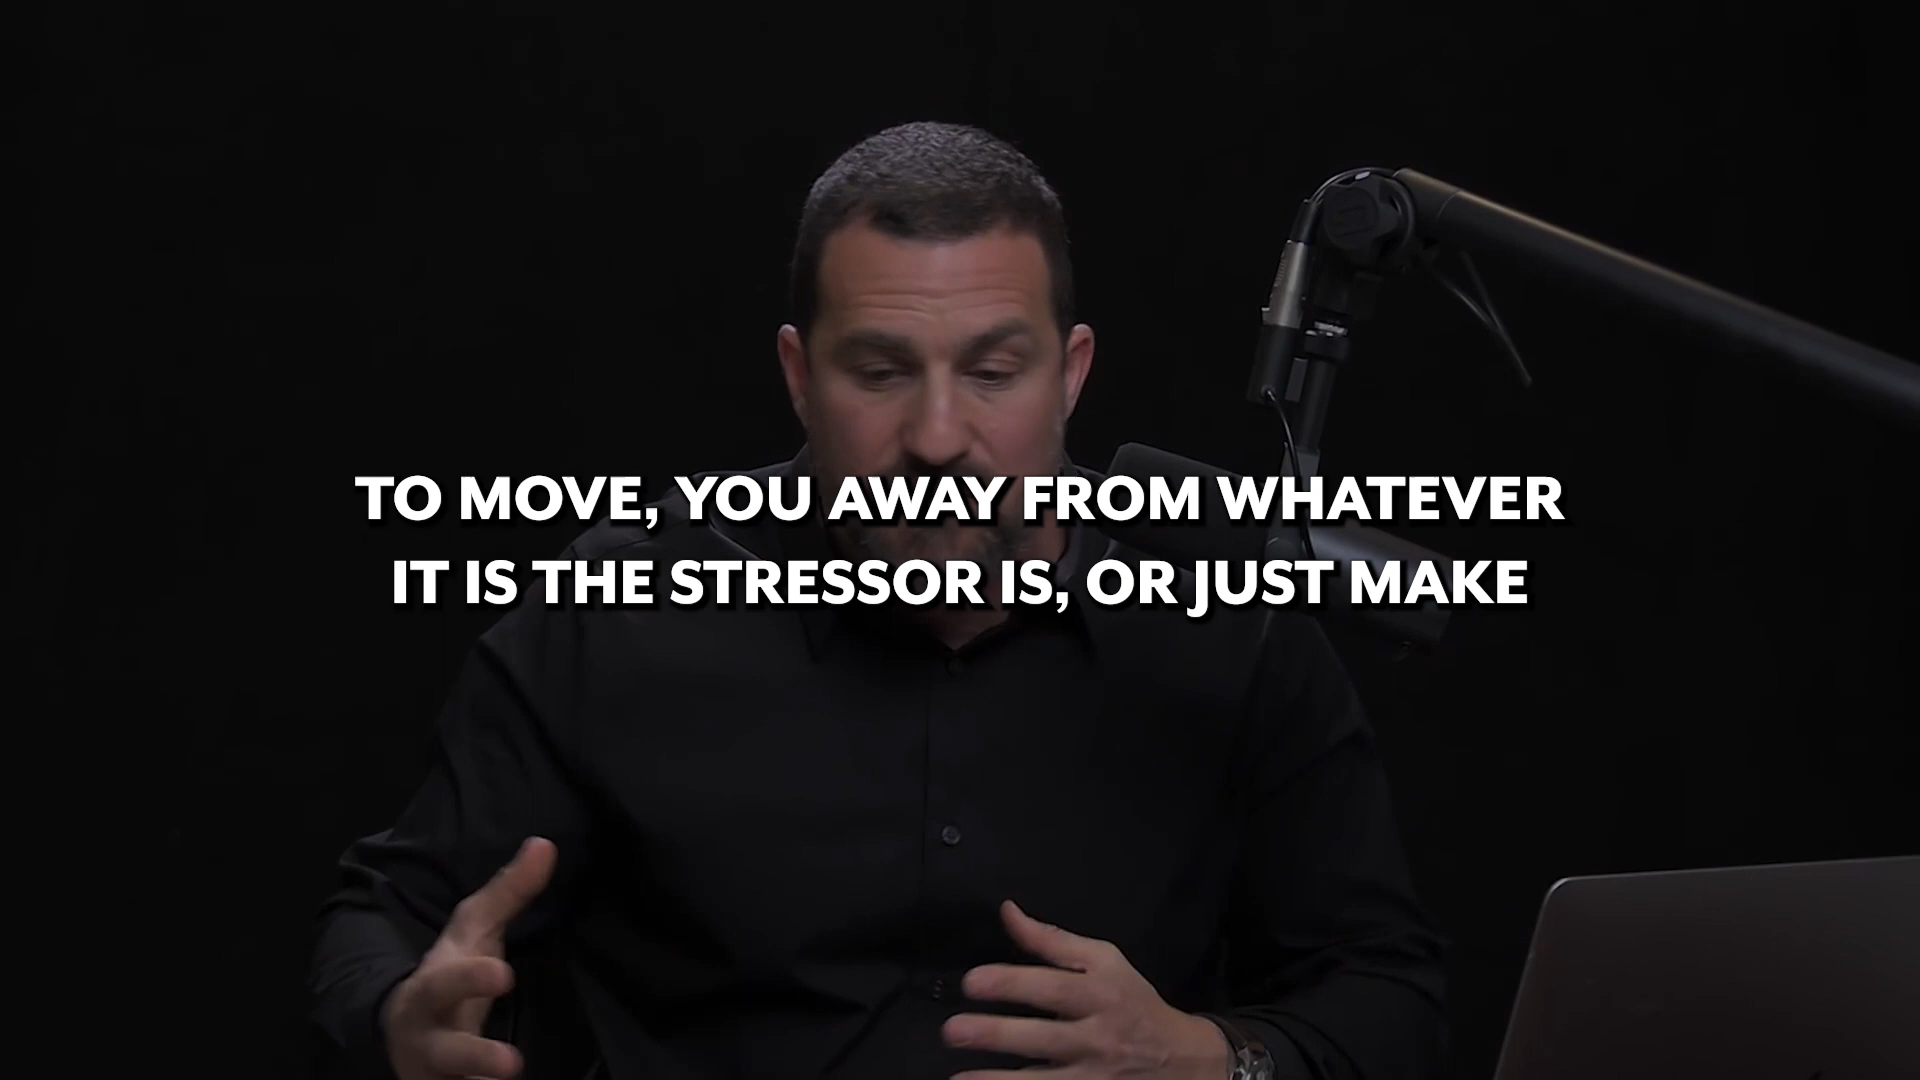 TO MOVE, YOU AWAY FROM WHATEVER
IT IS THE STRESSOR IS, OR JUST MAKE